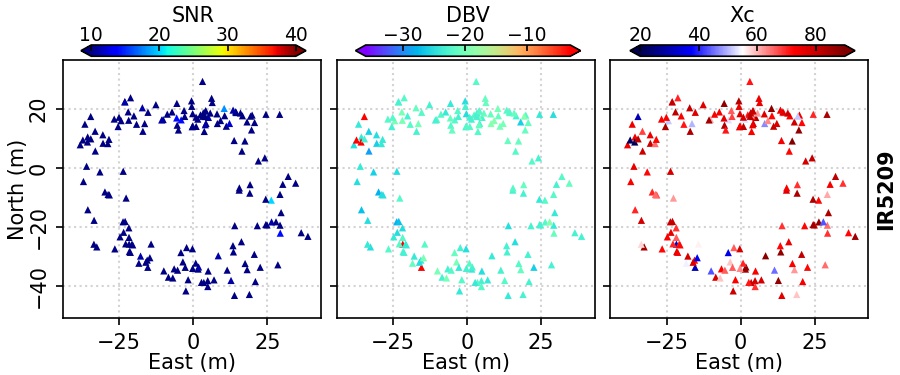 SNR DBV Xc
10 20 30 40 −30 −20 −10 20 40 60 80
20
0
−20
−40
North (m)
−25 0 25 −25 0 25 −25 0 25
East (m) East (m) East (m)
IR5209